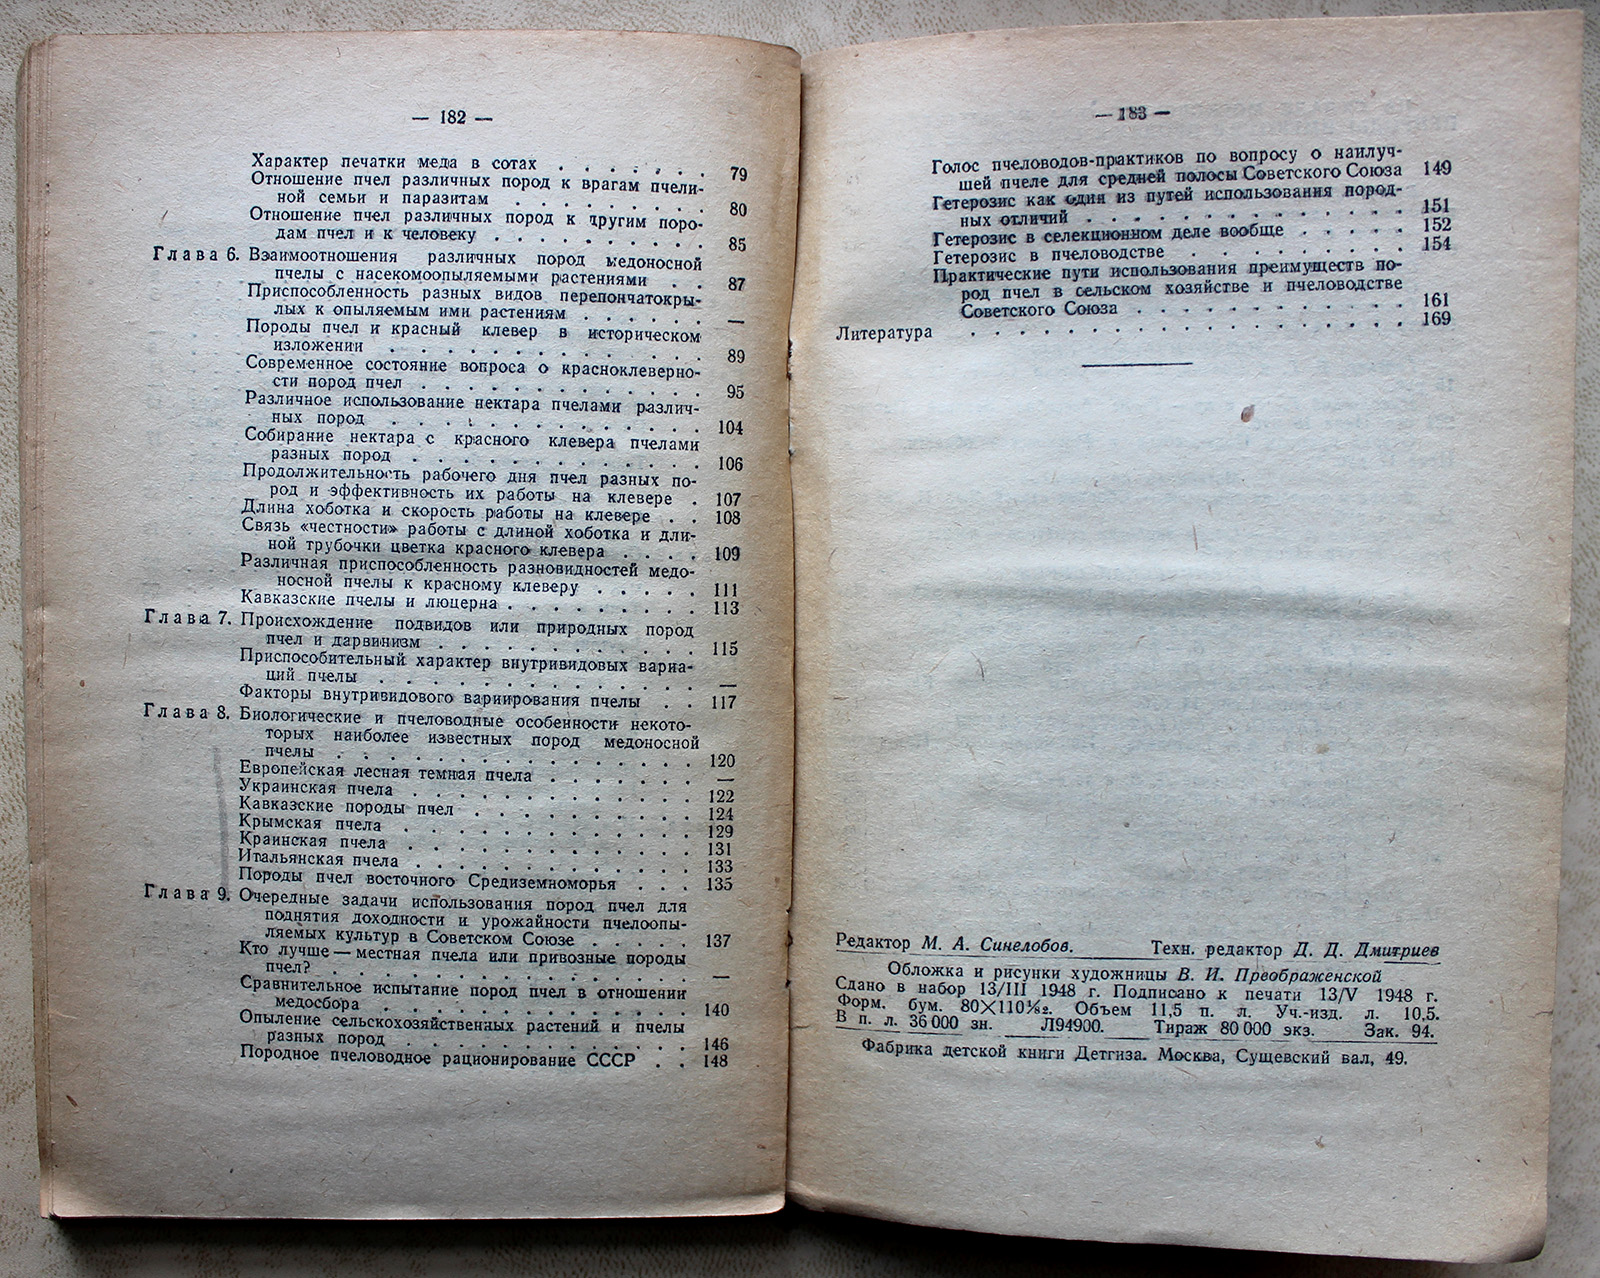 — 182 —
Характер печатки меда в сотах . . . . . . . 79
Отношение пчел различных пород к врагам пчели-
ной семьи и паразитам . . . . . . . . . 80
Отношение пчел различных пород к другим поро-
дам пчел и к человеку . . . . . . . . . . 85
Глава 6. Взаимоотношения различных пород медоносной
пчелы с насекомоопыляемыми растениями . . 87
Приспособленность разных видов перепончатокры-
лых к опыляемым ими растениям . . . . . . —
Породы пчел и красный клевер в историческом
изложении . . . . . . . . . . . . . 89
Современное состояние вопроса о красноклеверно-
сти пород пчел . . . . . . . . . . . . 95
Различное использование нектара пчелами различ-
ных пород . . . . . . . . . . . . . 104
Собирание нектара с красного клевера пчелами
разных пород . . . . . . . . . . . . 106
Продолжительность рабочего дня пчел разных по-
род и эффективность их работы на клевере . 107
Длина хоботка и скорость работы на клевере . . 108
Связь «честности» работы с длиной хоботка и дли-
ной трубочки цветка красного клевера . . . . 109
Различная приспособленность разновидностей медо-
носной пчелы к красному клеверу . . . . . 111
Кавказские пчелы и люцерна . . . . . . . . . 113
Глава 7. Происхождение подвидов или природных пород
пчел и дарвинизм . . . . . . . . . . . . 115
Приспособительный характер внутривидовых вариа-
ций пчелы . . . . . . . . . . . . . —
Факторы внутривидового варьирования пчелы . . 117
Глава 8. Биологические и пчеловодные особенности некото-
торых наиболее известных пород медоносной
пчелы . . . . . . . . . . . . . . . 120
Европейская лесная темная пчела . . . . . . . —
Украинская пчела . . . . . . . . . . . . 122
Кавказские породы пчел . . . . . . . . . . 124
Крымская пчела . . . . . . . . . . . . 129
Краинская пчела . . . . . . . . . . . . 131
Итальянская пчела . . . . . . . . . . . . 133
Породы пчел восточного Средиземноморья . . . 135
Глава 9. Очередные задачи использования пород пчел для
поднятия доходности и урожайности пчелоопы-
ляемых культур в Советском Союзе . . . . . 137
Кто лучше — местная пчела или привозные породы
пчел? . . . . . . . . . . . . . . . —
Сравнительное испытание пород пчел в отношении
медосбора . . . . . . . . . . . . . 140
Опыление сельскохозяйственных растений и пчелы
разных пород . . . . . . . . . . . . 146
Породное пчеловодное рационирование СССР . . 148
— 183 —
Голос пчеловодов-практиков по вопросу о наилуч-
шей пчеле для средней полосы Советского Союза 149
Гетерозис как один из путей использования пород-
ных отличий . . . . . . . . . . . . . 151
Гетерозис в селекционном деле вообще . . . . . 152
Гетерозис в пчеловодстве . . . . . . . . . 154
Практические пути использования преимуществ по-
род пчел в сельском хозяйстве и пчеловодстве
Советского Союза . . . . . . . . . . . 161
Литература . . . . . . . . . . . . . . . . . 169
Редактор М. А. Синелобов. Техн. редактор Д. Д. Дмитриев
Обложка и рисунки художницы В. И. Преображенской
Сдано в набор 13/III 1948 г. Подписано к печати 13/V 1948 г.
Форм. бум. 80X110 1/32. Объем 11,5 п. л. Уч.-изд. л. 10,5.
В п. л. 36 000 зн. Л94900. Тираж 80 000 экз. Зак. 94.
Фабрика детской книги Детгиза. Москва, Сущевский вал, 49.